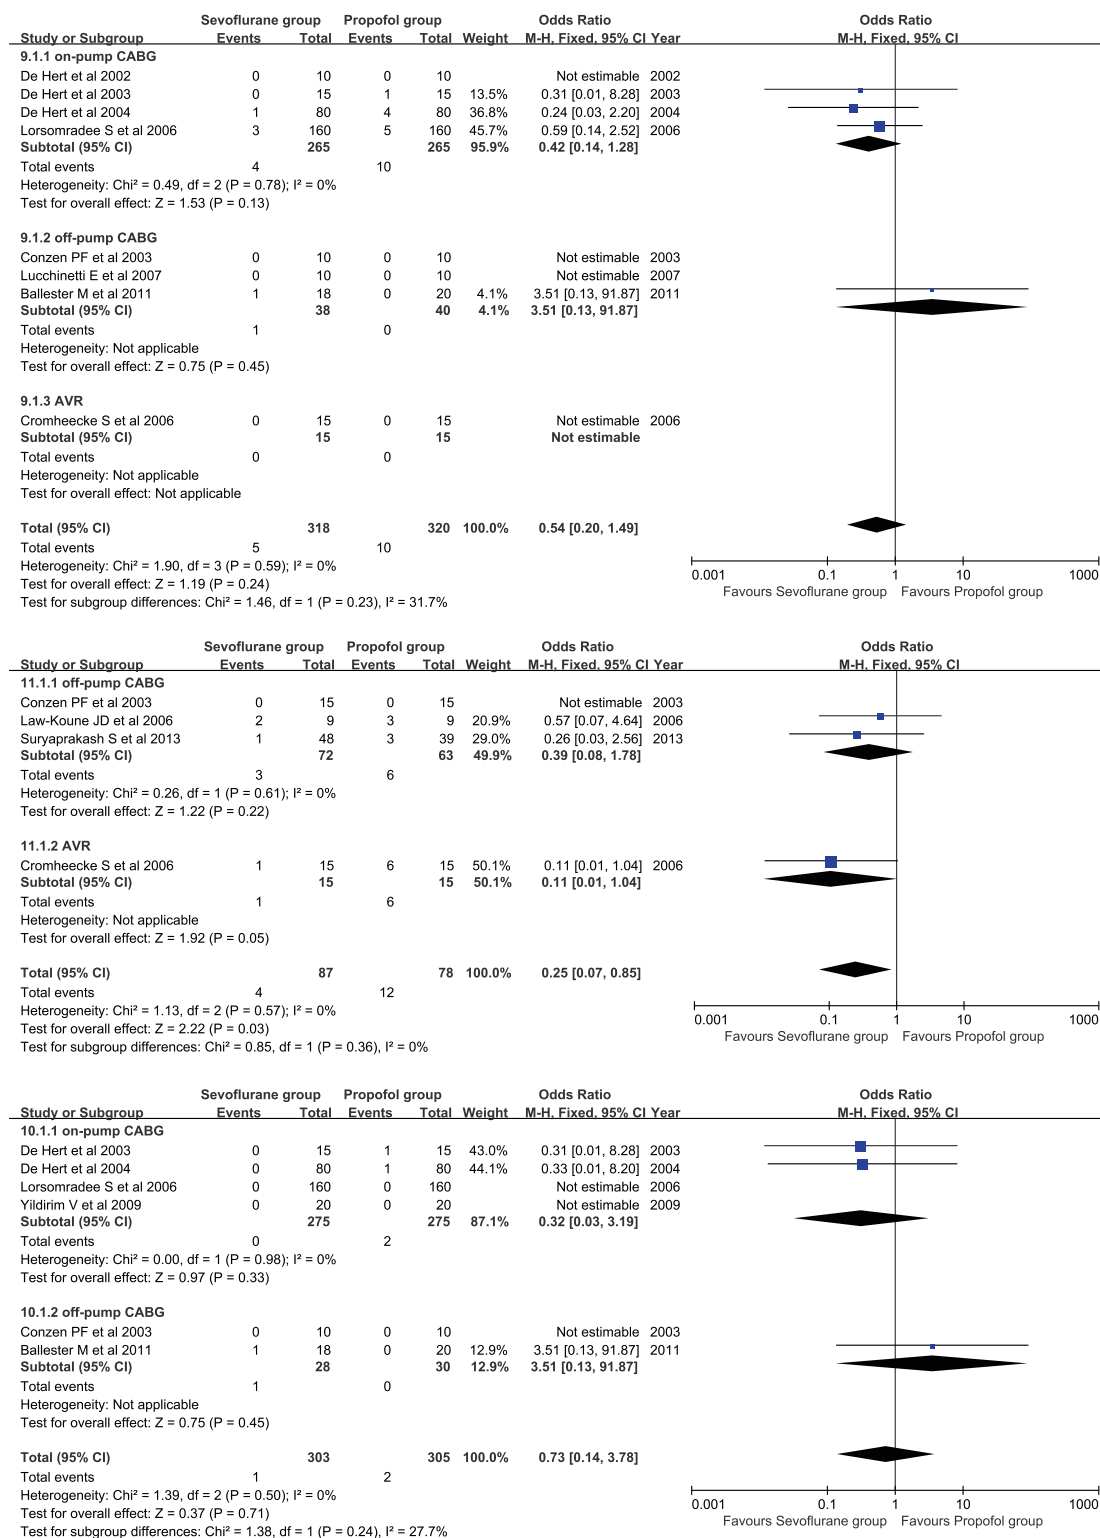 Sevoflurane group Propofol group Odds Ratio Odds Ratio
Study or Subgroup Events Total Events Total Weight M-H, Fixed, 95% CI Year M-H, Fixed, 95% CI
9.1.1 on-pump CABG
De Hert et al 2002 0 10 0 10 Not estimable 2002
De Hert et al 2003 0 15 1 15 13.5% 0.31 [0.01, 8.28] 2003
De Hert et al 2004 1 80 4 80 36.8% 0.24 [0.03, 2.20] 2004
Lorsomradee S et al 2006 3 160 5 160 45.7% 0.59 [0.14, 2.52] 2006
Subtotal (95% CI) 265 265 95.9% 0.42 [0.14, 1.28]
Total events 4 10
Heterogeneity: Chi² = 0.49, df = 2 (P = 0.78); I² = 0%
Test for overall effect: Z = 1.53 (P = 0.13)
9.1.2 off-pump CABG
Conzen PF et al 2003 0 10 0 10 Not estimable 2003
Lucchinetti E et al 2007 0 10 0 10 Not estimable 2007
Ballester M et al 2011 1 18 0 20 4.1% 3.51 [0.13, 91.87] 2011
Subtotal (95% CI) 38 40 4.1% 3.51 [0.13, 91.87]
Total events 1 0
Heterogeneity: Not applicable
Test for overall effect: Z = 0.75 (P = 0.45)
9.1.3 AVR
Cromheecke S et al 2006 0 15 0 15 Not estimable 2006
Subtotal (95% CI) 15 15 Not estimable
Total events 0 0
Heterogeneity: Not applicable
Test for overall effect: Not applicable
Total (95% CI) 318 320 100.0% 0.54 [0.20, 1.49]
Total events 5 10
Heterogeneity: Chi² = 1.90, df = 3 (P = 0.59); I² = 0%
Test for overall effect: Z = 1.19 (P = 0.24)
Test for subgroup differences: Chi² = 1.46, df = 1 (P = 0.23), I² = 31.7%
0.001 0.1 1 10 1000
Favours Sevoflurane group Favours Propofol group
Sevoflurane group Propofol group Odds Ratio Odds Ratio
Study or Subgroup Events Total Events Total Weight M-H, Fixed, 95% CI Year M-H, Fixed, 95% CI
11.1.1 off-pump CABG
Conzen PF et al 2003 0 15 0 15 Not estimable 2003
Law-Koune JD et al 2006 2 9 3 9 20.9% 0.57 [0.07, 4.64] 2006
Suryaprakash S et al 2013 1 48 3 39 29.0% 0.26 [0.03, 2.56] 2013
Subtotal (95% CI) 72 63 49.9% 0.39 [0.08, 1.78]
Total events 3 6
Heterogeneity: Chi² = 0.26, df = 1 (P = 0.61); I² = 0%
Test for overall effect: Z = 1.22 (P = 0.22)
11.1.2 AVR
Cromheecke S et al 2006 1 15 6 15 50.1% 0.11 [0.01, 1.04] 2006
Subtotal (95% CI) 15 15 50.1% 0.11 [0.01, 1.04]
Total events 1 6
Heterogeneity: Not applicable
Test for overall effect: Z = 1.92 (P = 0.05)
Total (95% CI) 87 78 100.0% 0.25 [0.07, 0.85]
Total events 4 12
Heterogeneity: Chi² = 1.13, df = 2 (P = 0.57); I² = 0%
Test for overall effect: Z = 2.22 (P = 0.03)
Test for subgroup differences: Chi² = 0.85, df = 1 (P = 0.36), I² = 0%
0.001 0.1 1 10 1000
Favours Sevoflurane group Favours Propofol group
Sevoflurane group Propofol group Odds Ratio Odds Ratio
Study or Subgroup Events Total Events Total Weight M-H, Fixed, 95% CI Year M-H, Fixed, 95% CI
10.1.1 on-pump CABG
De Hert et al 2003 0 15 1 15 43.0% 0.31 [0.01, 8.28] 2003
De Hert et al 2004 0 80 1 80 44.1% 0.33 [0.01, 8.20] 2004
Lorsomradee S et al 2006 0 160 0 160 Not estimable 2006
Yildirim V et al 2009 0 20 0 20 Not estimable 2009
Subtotal (95% CI) 275 275 87.1% 0.32 [0.03, 3.19]
Total events 0 2
Heterogeneity: Chi² = 0.00, df = 1 (P = 0.98); I² = 0%
Test for overall effect: Z = 0.97 (P = 0.33)
10.1.2 off-pump CABG
Conzen PF et al 2003 0 10 0 10 Not estimable 2003
Ballester M et al 2011 1 18 0 20 12.9% 3.51 [0.13, 91.87] 2011
Subtotal (95% CI) 28 30 12.9% 3.51 [0.13, 91.87]
Total events 1 0
Heterogeneity: Not applicable
Test for overall effect: Z = 0.75 (P = 0.45)
Total (95% CI) 303 305 100.0% 0.73 [0.14, 3.78]
Total events 1 2
Heterogeneity: Chi² = 1.39, df = 2 (P = 0.50); I² = 0%
Test for overall effect: Z = 0.37 (P = 0.71)
Test for subgroup differences: Chi² = 1.38, df = 1 (P = 0.24), I² = 27.7%
0.001 0.1 1 10 1000
Favours Sevoflurane group Favours Propofol group